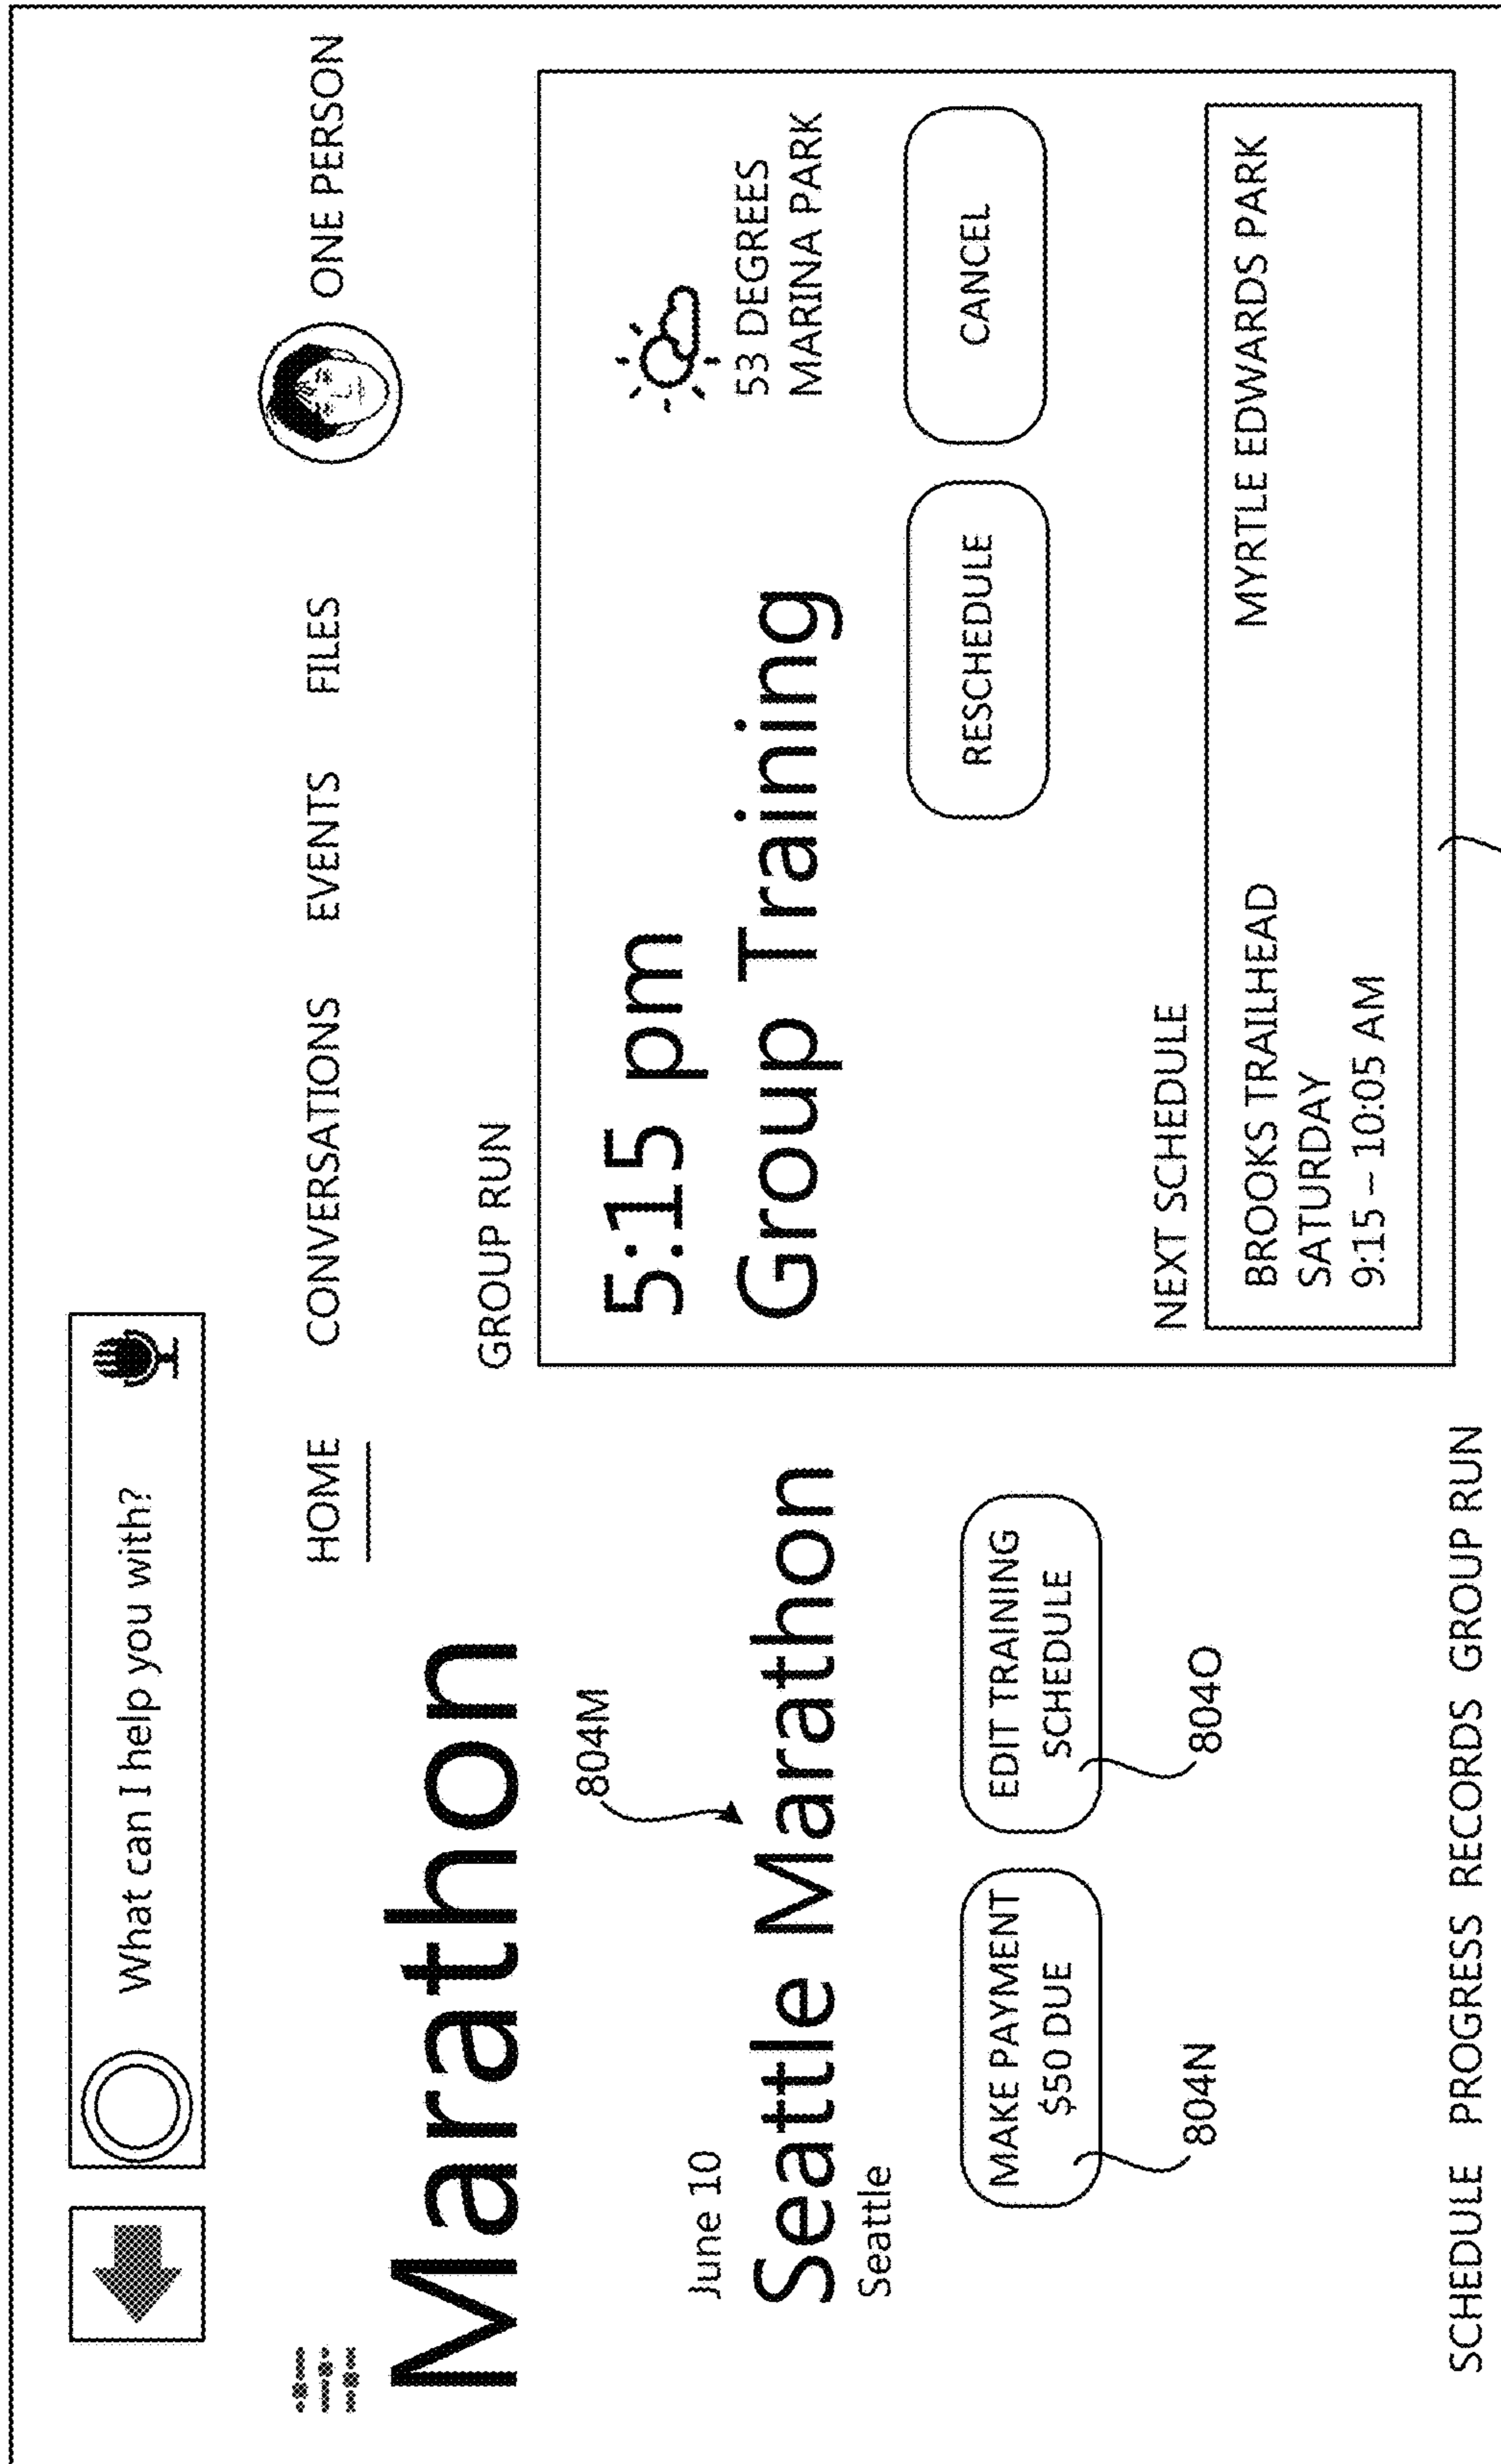 What can I help you with?
HOME CONVERSATIONS EVENTS FILES ONE PERSON
Marathon
804M
June 10
Seattle Marathon
Seattle
MAKE PAYMENT
$50 DUE
EDIT TRAINING
SCHEDULE
804N
804O
SCHEDULE PROGRESS RECORDS GROUP RUN
GROUP RUN
5:15 pm
Group Training
53 DEGREES
MARINA PARK
RESCHEDULE
CANCEL
NEXT SCHEDULE
BROOKS TRAILHEAD
SATURDAY
9:15 – 10:05 AM
MYRTLE EDWARDS PARK